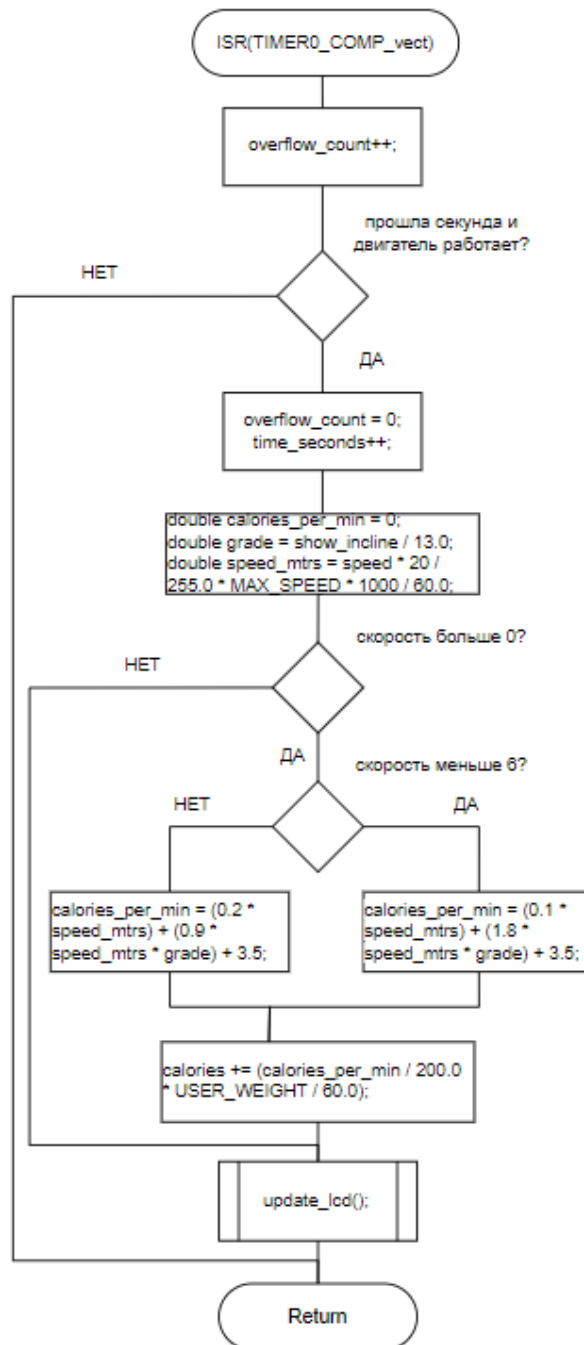 ISR(TIMER0_COMP_vect)
overflow_count++;
прошла секунда и
двигатель работает?
НЕТ
ДА
overflow_count = 0;
time_seconds++;
double calories_per_min = 0;
double grade = show_incline / 13.0;
double speed_mtrs = speed * 20 /
255.0 * MAX_SPEED * 1000 / 60.0;
скорость больше 0?
НЕТ
ДА
скорость меньше 6?
НЕТ
ДА
calories_per_min = (0.2 *
speed_mtrs) + (0.9 *
speed_mtrs * grade) + 3.5;
calories_per_min = (0.1 *
speed_mtrs) + (1.8 *
speed_mtrs * grade) + 3.5;
calories += (calories_per_min / 200.0
* USER_WEIGHT / 60.0);
update_lcd();
Return